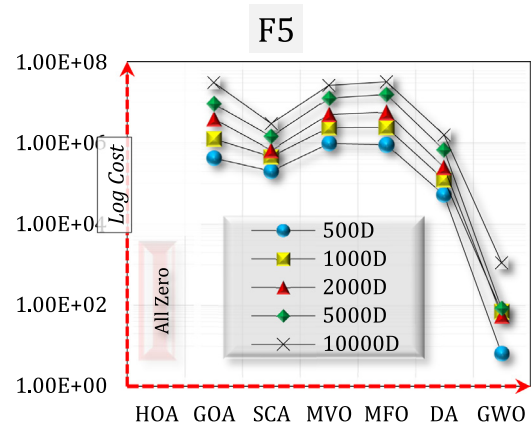 F5
1.00E+08
1.00E+06
1.00E+04
1.00E+02
1.00E+00
Log Cost
All Zero
500D
1000D
2000D
5000D
10000D
HOA GOA SCA MVO MFO DA GWO